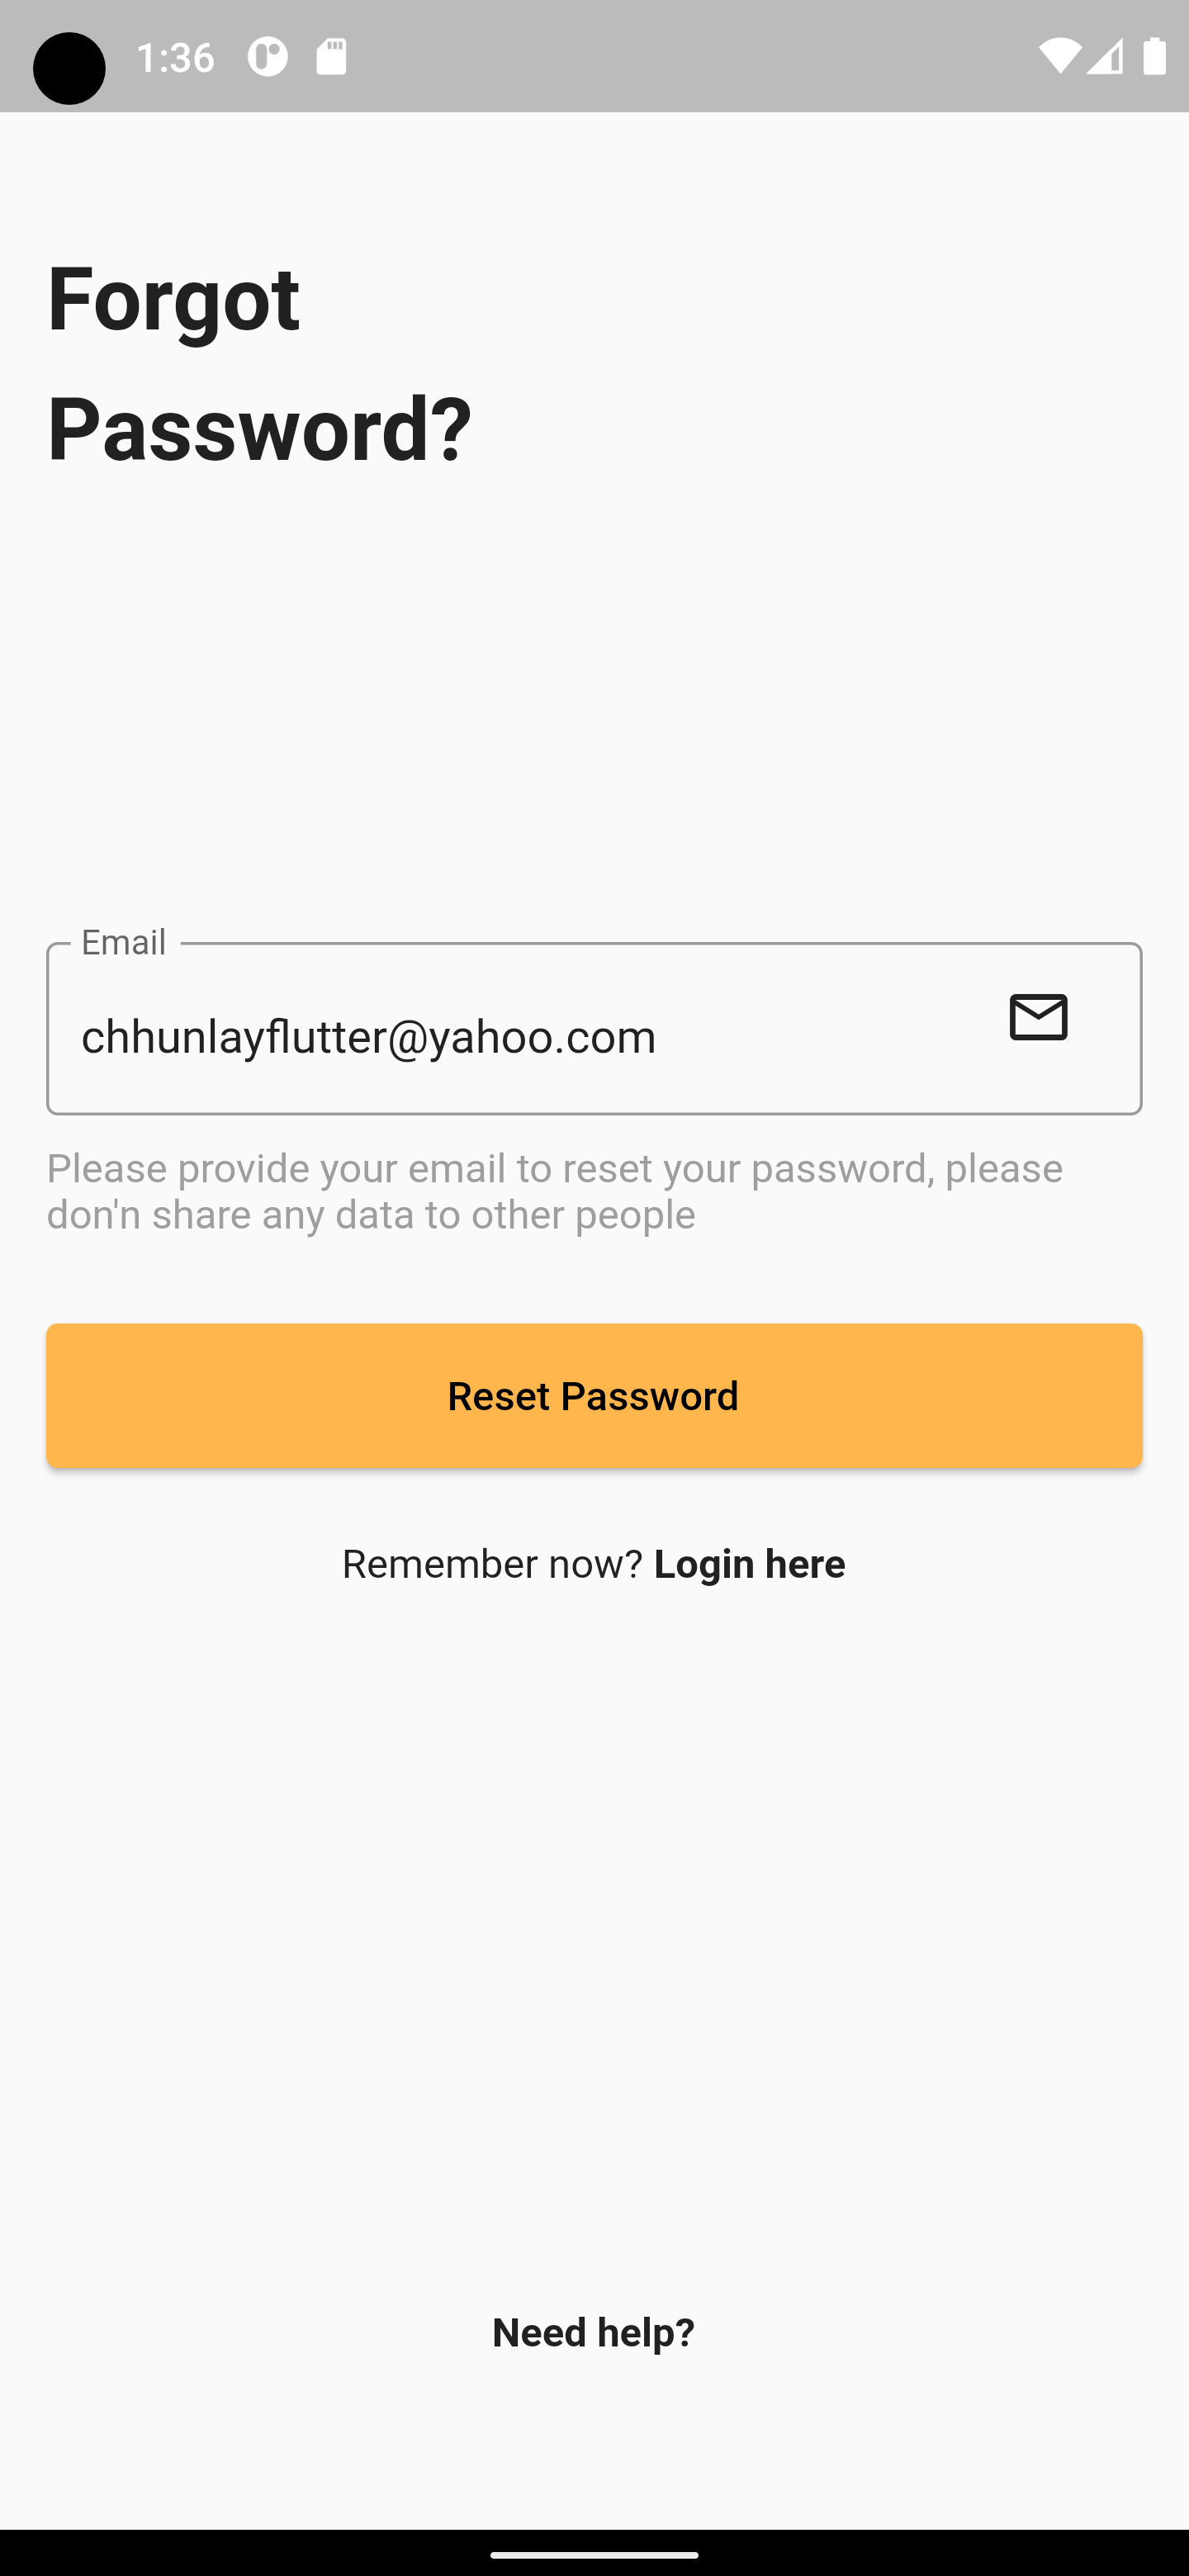 1:36
Forgot
Password?
Email
chhunlayflutter@yahoo.com
Please provide your email to reset your password, please
don'n share any data to other people
Reset Password
Remember now? Login here
Need help?